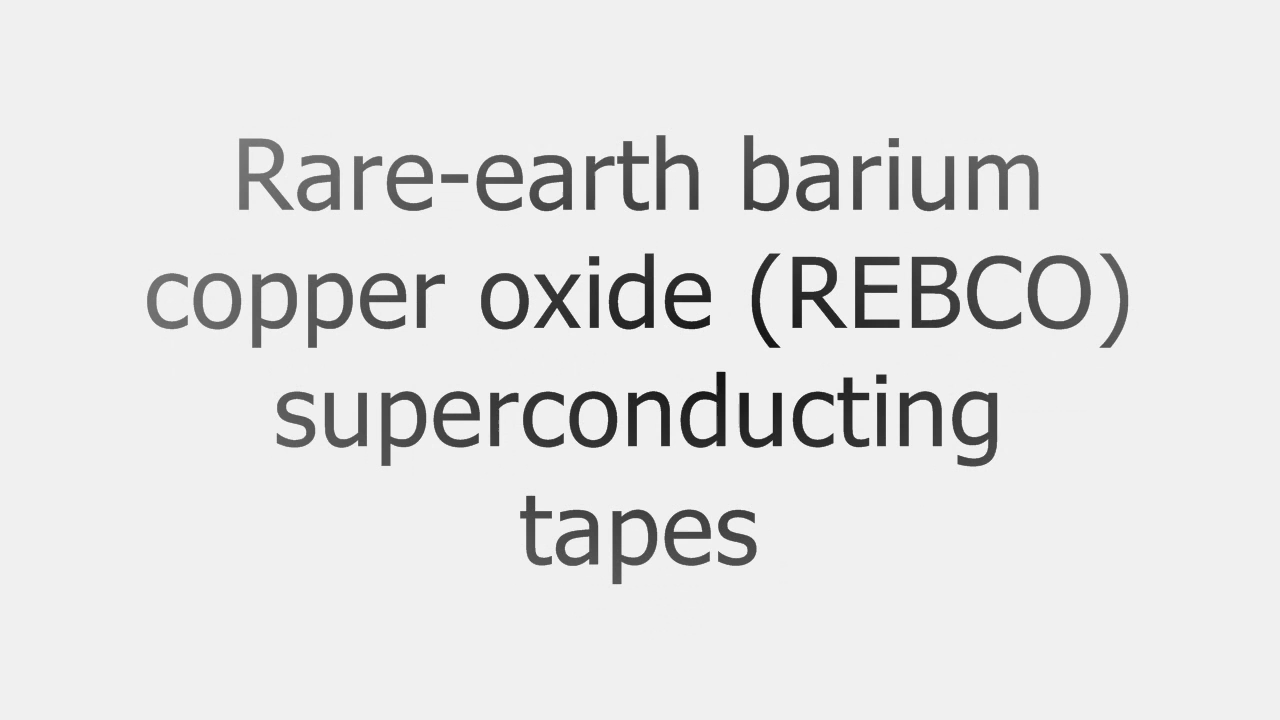 Rare-earth barium
copper oxide (REBCO)
superconducting
tapes